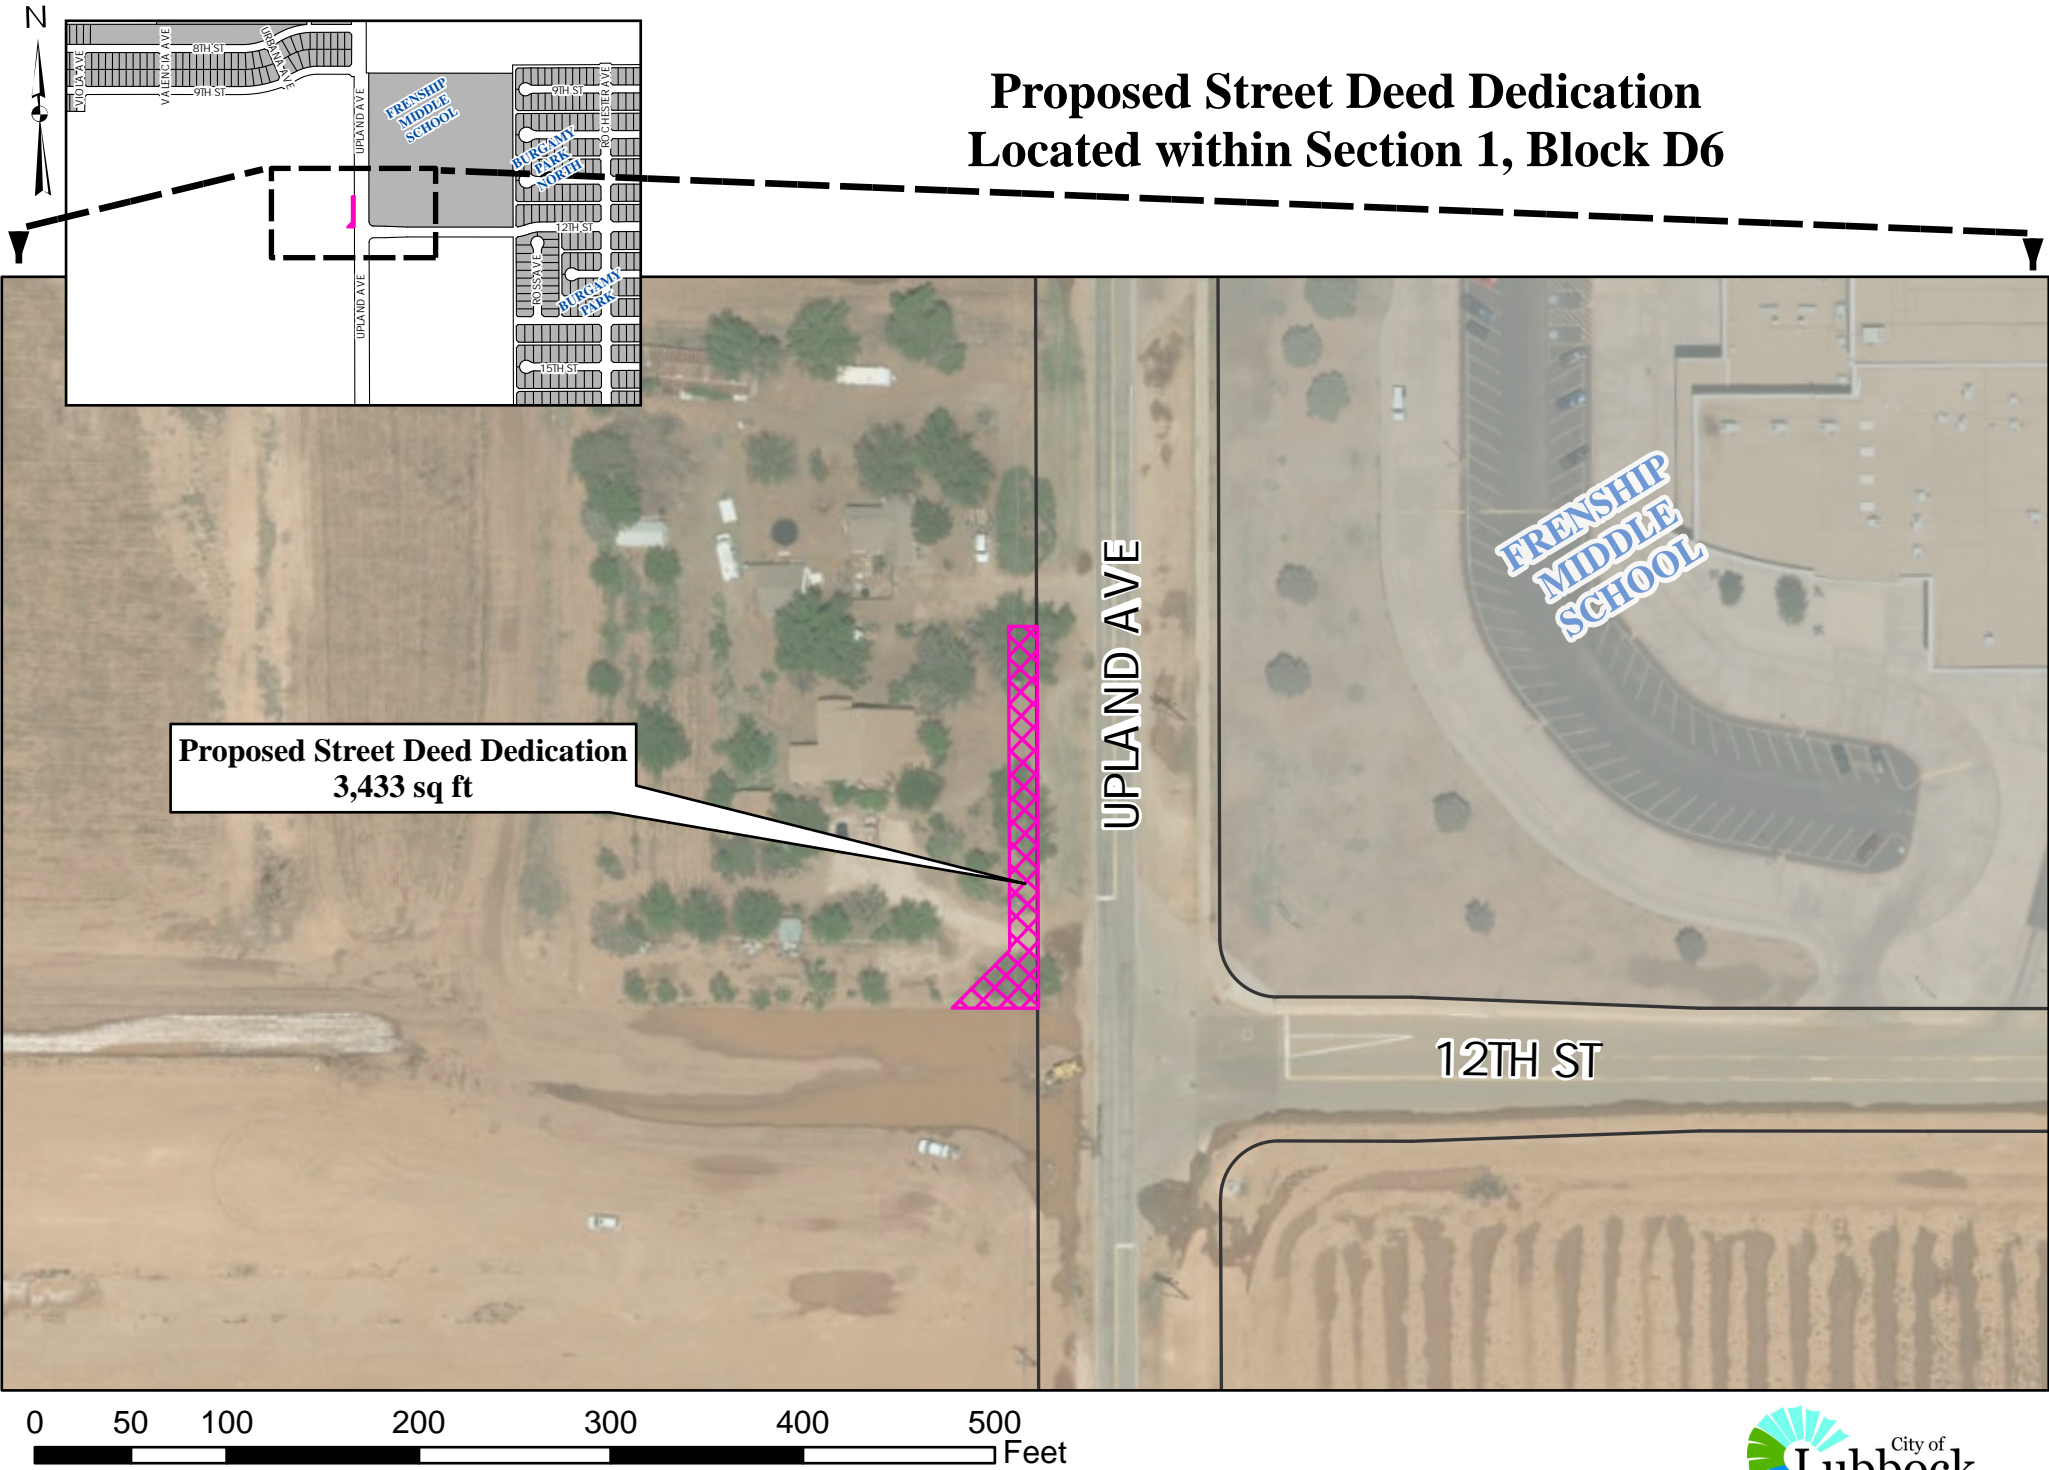 N
Proposed Street Deed Dedication
Located within Section 1, Block D6
VIOLA AVE
VALENCIA AVE
8TH ST
URBANA AVE
9TH ST
UPLAND AVE
FRENSHIP
MIDDLE
SCHOOL
9TH ST
ROCHESTER AVE
BURGAMY
PARK
NORTH
12TH ST
ROSS AVE
BURGAMY
PARK
UPLAND AVE
15TH ST
FRENSHIP
MIDDLE
SCHOOL
UPLAND AVE
Proposed Street Deed Dedication
3,433 sq ft
12TH ST
0 50 100 200 300 400 500
Feet
City of
Lubbock